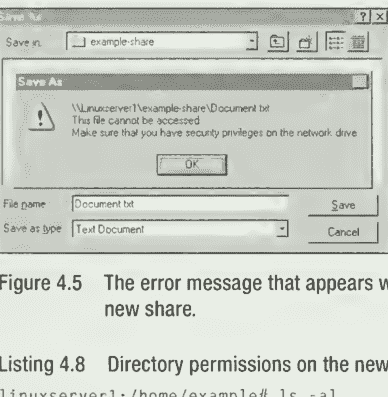 Save As
Save in:
example-share
Save As
\\Linuxserver1\example-share\Document.txt
This file cannot be accessed
Make sure that you have security privileges on the network drive
OK
File name
Document.txt
Save
Save as type
Text Document
Cancel
Figure 4.5 The error message that appears
new share.
Listing 4.8 Directory permissions on the new
linuxserver1:/home/example# ls -al